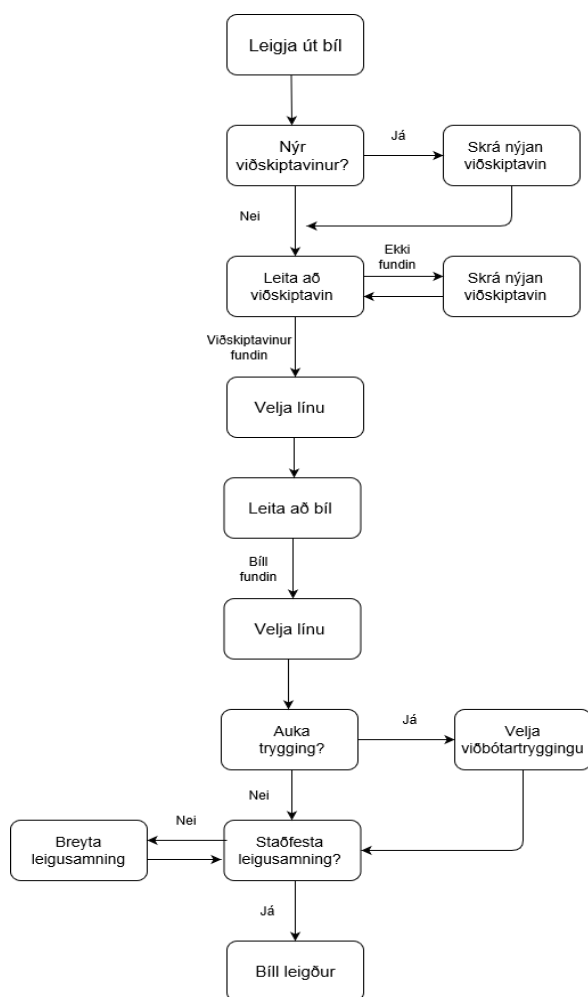 Leigja út bíl
Nýr
viðskiptavinur?
Já
Skrá nýjan
viðskiptavin
Nei
Leita að
viðskiptavin
Ekki
fundin
Skrá nýjan
viðskiptavin
Viðskiptavinur
fundin
Velja línu
Leita að bíl
Bíll
fundin
Velja línu
Auka
trygging?
Já
Velja
viðbótartryggingu
Nei
Breyta
leigusamning
Nei
Staðfesta
leigusamning?
Já
Bíll leigður